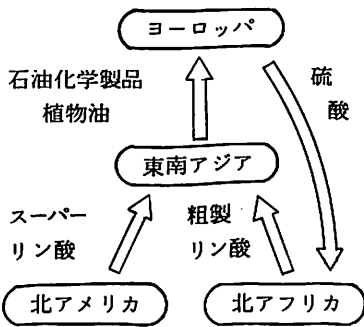 ヨーロッパ
石油化学製品
植物油
硫
酸
東南アジア
スーパー
リン酸
粗製
リン酸
北アメリカ
北アフリカ